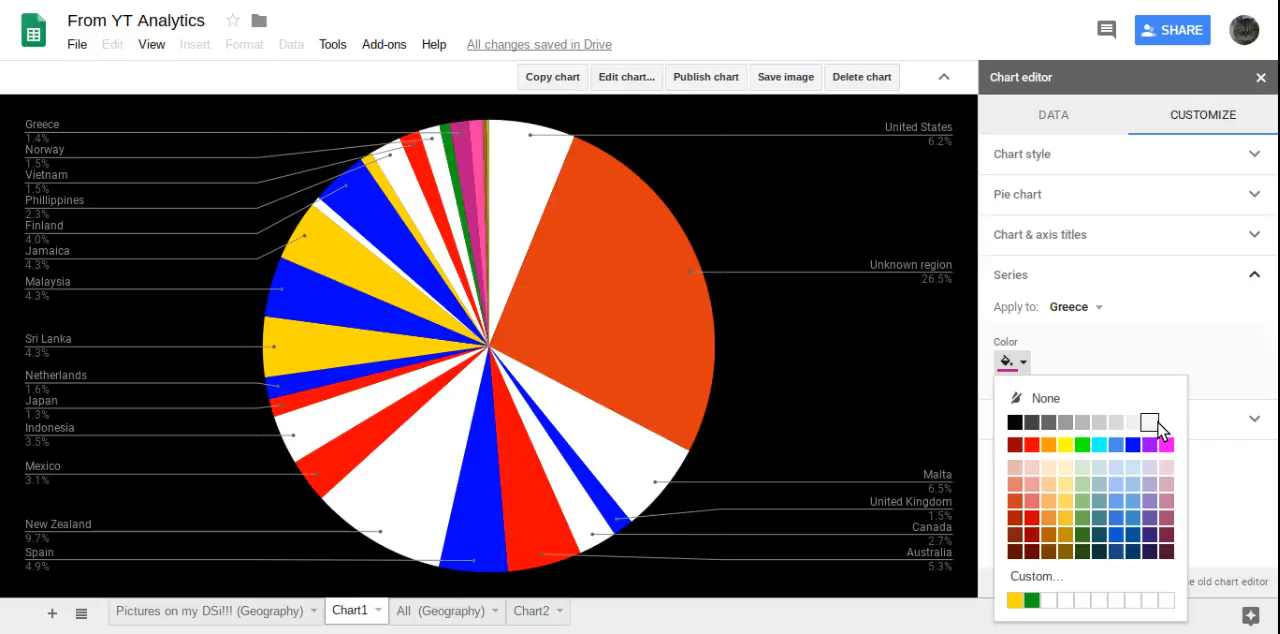 From YT Analytics
File Edit View Insert Format Data Tools Add-ons Help All changes saved in Drive
SHARE
Copy chart Edit chart... Publish chart Save image Delete chart
Chart editor
DATA CUSTOMIZE
Chart style
Pie chart
Chart & axis titles
Series
Apply to: Greece
Color
None
Custom...
e old chart editor
Greece
1.4%
Norway
1.5%
Vietnam
1.5%
Phillippines
2.3%
Finland
4.0%
Jamaica
4.3%
Malaysia
4.3%
Sri Lanka
4.3%
Netherlands
1.6%
Japan
1.3%
Indonesia
3.5%
Mexico
3.1%
New Zealand
9.7%
Spain
4.9%
United States
6.2%
Unknown region
26.5%
Malta
6.5%
United Kingdom
1.5%
Canada
2.7%
Australia
5.3%
Pictures on my DSi!!! (Geography) Chart1 All (Geography) Chart2